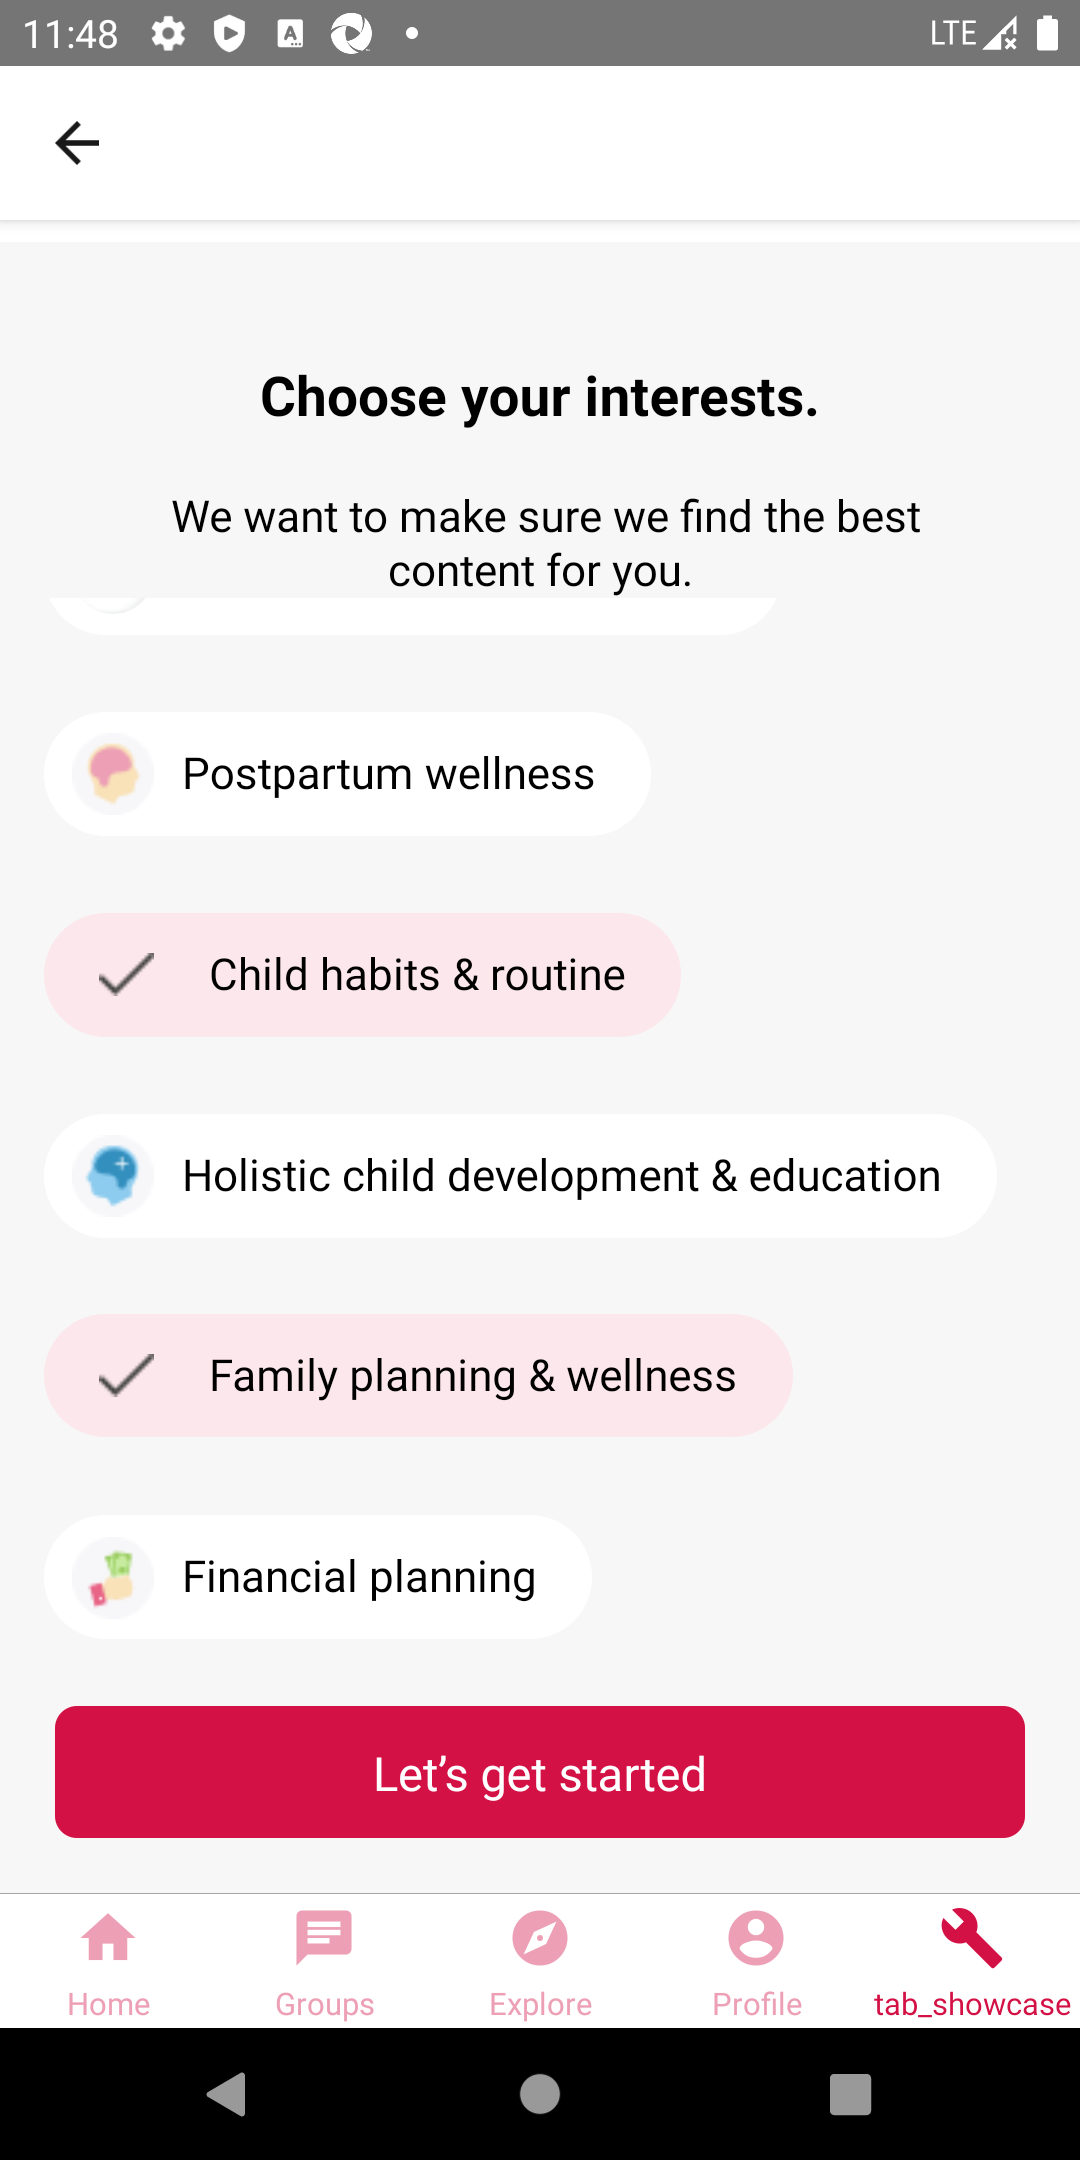 11:48
LTE
Choose your interests.
We want to make sure we find the best
content for you.
Postpartum wellness
Child habits & routine
Holistic child development & education
Family planning & wellness
Financial planning
Let’s get started
Home
Groups
Explore
Profile
tab_showcase